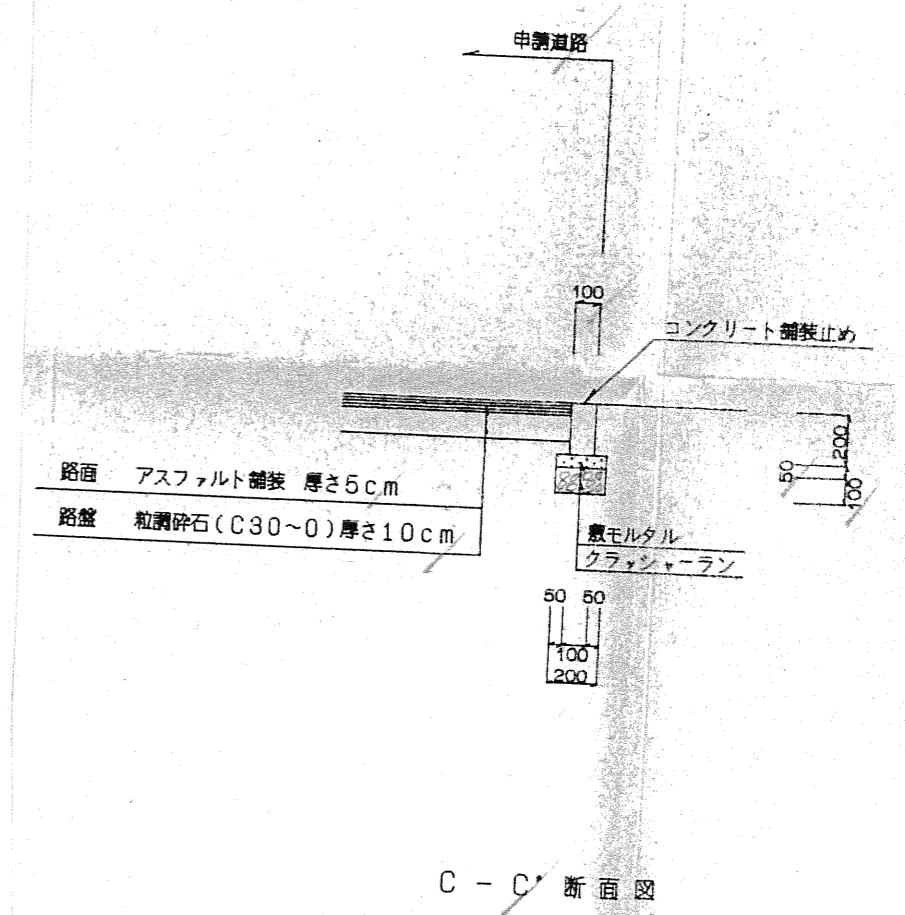 申請道路
100
コンクリート舗装止め
200
50
100
路面 アスファルト舗装 厚さ5cm
路盤 粒調砕石(C30~0)厚さ10cm
敷モルタル
クラッシャーラン
50 50
100
200
C - C' 断面図